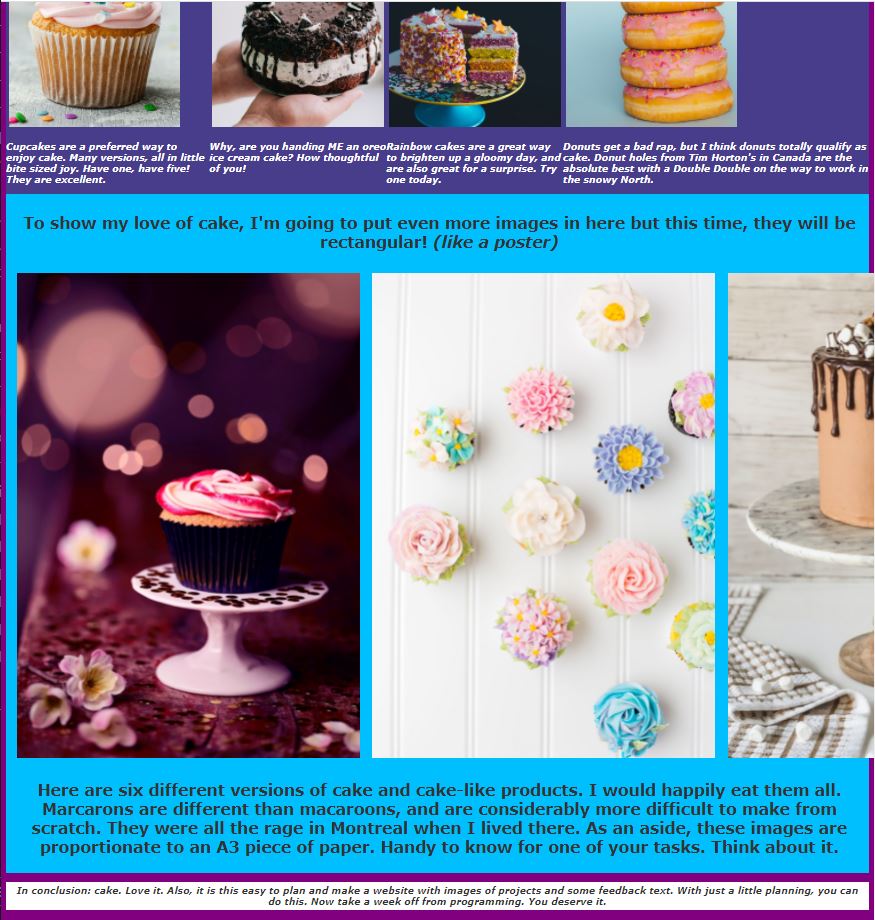 Cupcakes are a preferred way to
enjoy cake. Many versions, all in little
bite sized joy. Have one, have five!
They are excellent.
Why, are you handing ME an oreo
ice cream cake? How thoughtful
of you!
Rainbow cakes are a great way
to brighten up a gloomy day, and
are also great for a surprise. Try
one today.
Donuts get a bad rap, but I think donuts totally qualify as
cake. Donut holes from Tim Horton's in Canada are the
absolute best with a Double Double on the way to work in
the snowy North.
To show my love of cake, I'm going to put even more images in here but this time, they will be
rectangular! (like a poster)
Here are six different versions of cake and cake-like products. I would happily eat them all.
Marcarons are different than macaroons, and are considerably more difficult to make from
scratch. They were all the rage in Montreal when I lived there. As an aside, these images are
proportionate to an A3 piece of paper. Handy to know for one of your tasks. Think about it.
In conclusion: cake. Love it. Also, it is this easy to plan and make a website with images of projects and some feedback text. With just a little planning, you can
do this. Now take a week off from programming. You deserve it.